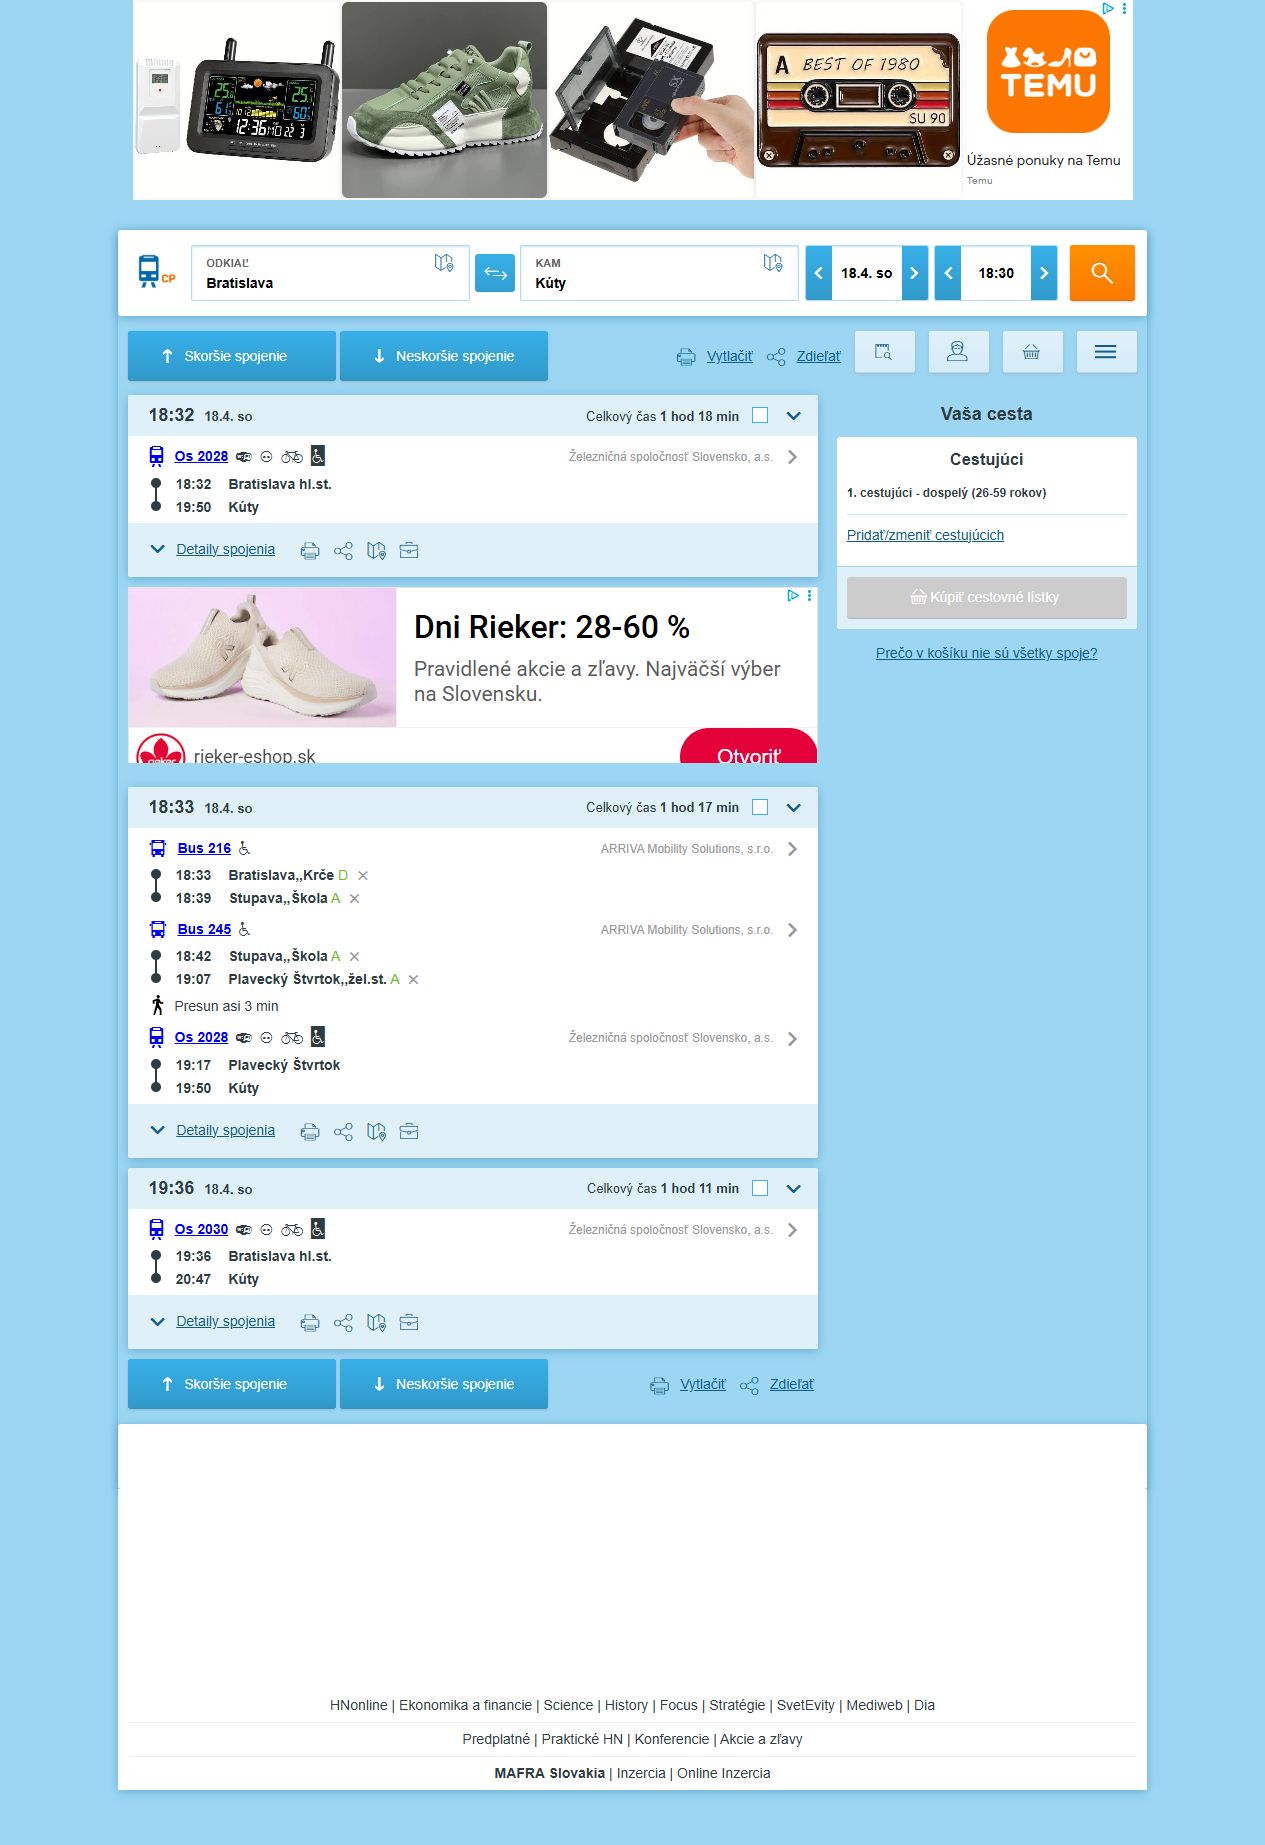 A BEST OF 1980
SU 90
TEMU
Úžasné ponuky na Temu
Temu
CP
ODKIAĽ
Bratislava
KAM
Kúty
18.4. so
18:30
Skoršie spojenie
Neskoršie spojenie
Vytlačiť
Zdieľať
18:32 18.4. so
Celkový čas 1 hod 18 min
Os 2028
Železničná spoločnosť Slovensko, a.s.
18:32 Bratislava hl.st.
19:50 Kúty
Detaily spojenia
Vaša cesta
Cestujúci
1. cestujúci - dospelý (26-59 rokov)
Pridať/zmeniť cestujúcich
Kúpiť cestovné lístky
Prečo v košíku nie sú všetky spoje?
Dni Rieker: 28-60 %
Pravidlené akcie a zľavy. Najväčší výber
na Slovensku.
rieker-eshop.sk
Otvoriť
18:33 18.4. so
Celkový čas 1 hod 17 min
Bus 216
ARRIVA Mobility Solutions, s.r.o.
18:33 Bratislava,,Krče D
18:39 Stupava,,Škola A
Bus 245
ARRIVA Mobility Solutions, s.r.o.
18:42 Stupava,,Škola A
19:07 Plavecký Štvrtok,,žel.st. A
Presun asi 3 min
Os 2028
Železničná spoločnosť Slovensko, a.s.
19:17 Plavecký Štvrtok
19:50 Kúty
Detaily spojenia
19:36 18.4. so
Celkový čas 1 hod 11 min
Os 2030
Železničná spoločnosť Slovensko, a.s.
19:36 Bratislava hl.st.
20:47 Kúty
Detaily spojenia
Skoršie spojenie
Neskoršie spojenie
Vytlačiť
Zdieľať
HNonline | Ekonomika a financie | Science | History | Focus | Stratégie | SvetEvity | Mediweb | Dia
Predplatné | Praktické HN | Konferencie | Akcie a zľavy
MAFRA Slovakia | Inzercia | Online Inzercia